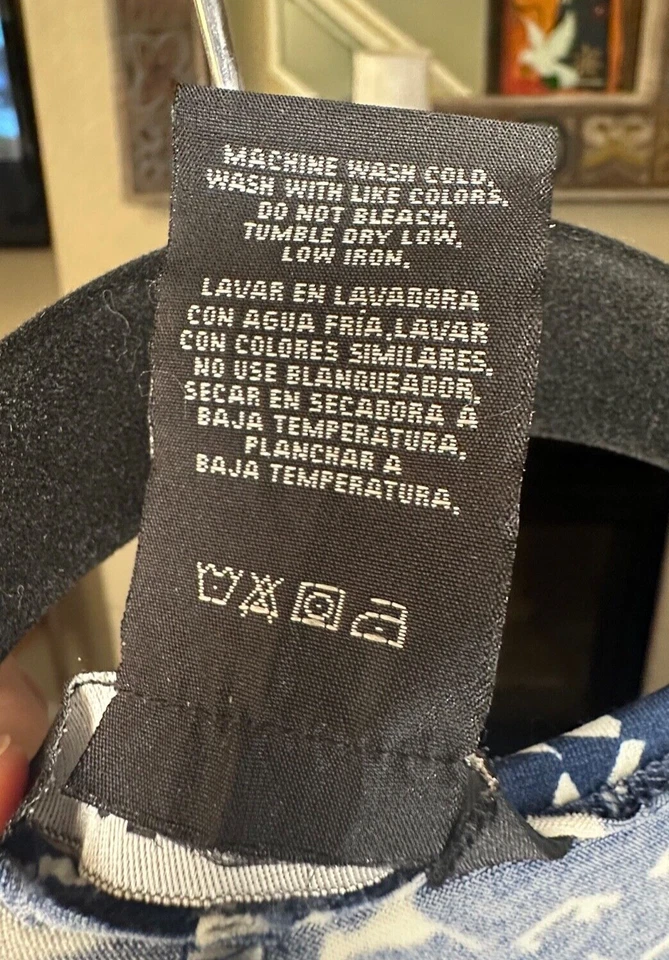 MACHINE WASH COLD.
WASH WITH LIKE COLORS.
DO NOT BLEACH.
TUMBLE DRY LOW.
LOW IRON.
LAVAR EN LAVADORA
CON AGUA FRÍA,LAVAR
CON COLORES SIMILARES.
NO USE BLANQUEADOR.
SECAR EN SECADORA A
BAJA TEMPERATURA.
PLANCHAR A
BAJA TEMPERATURA.